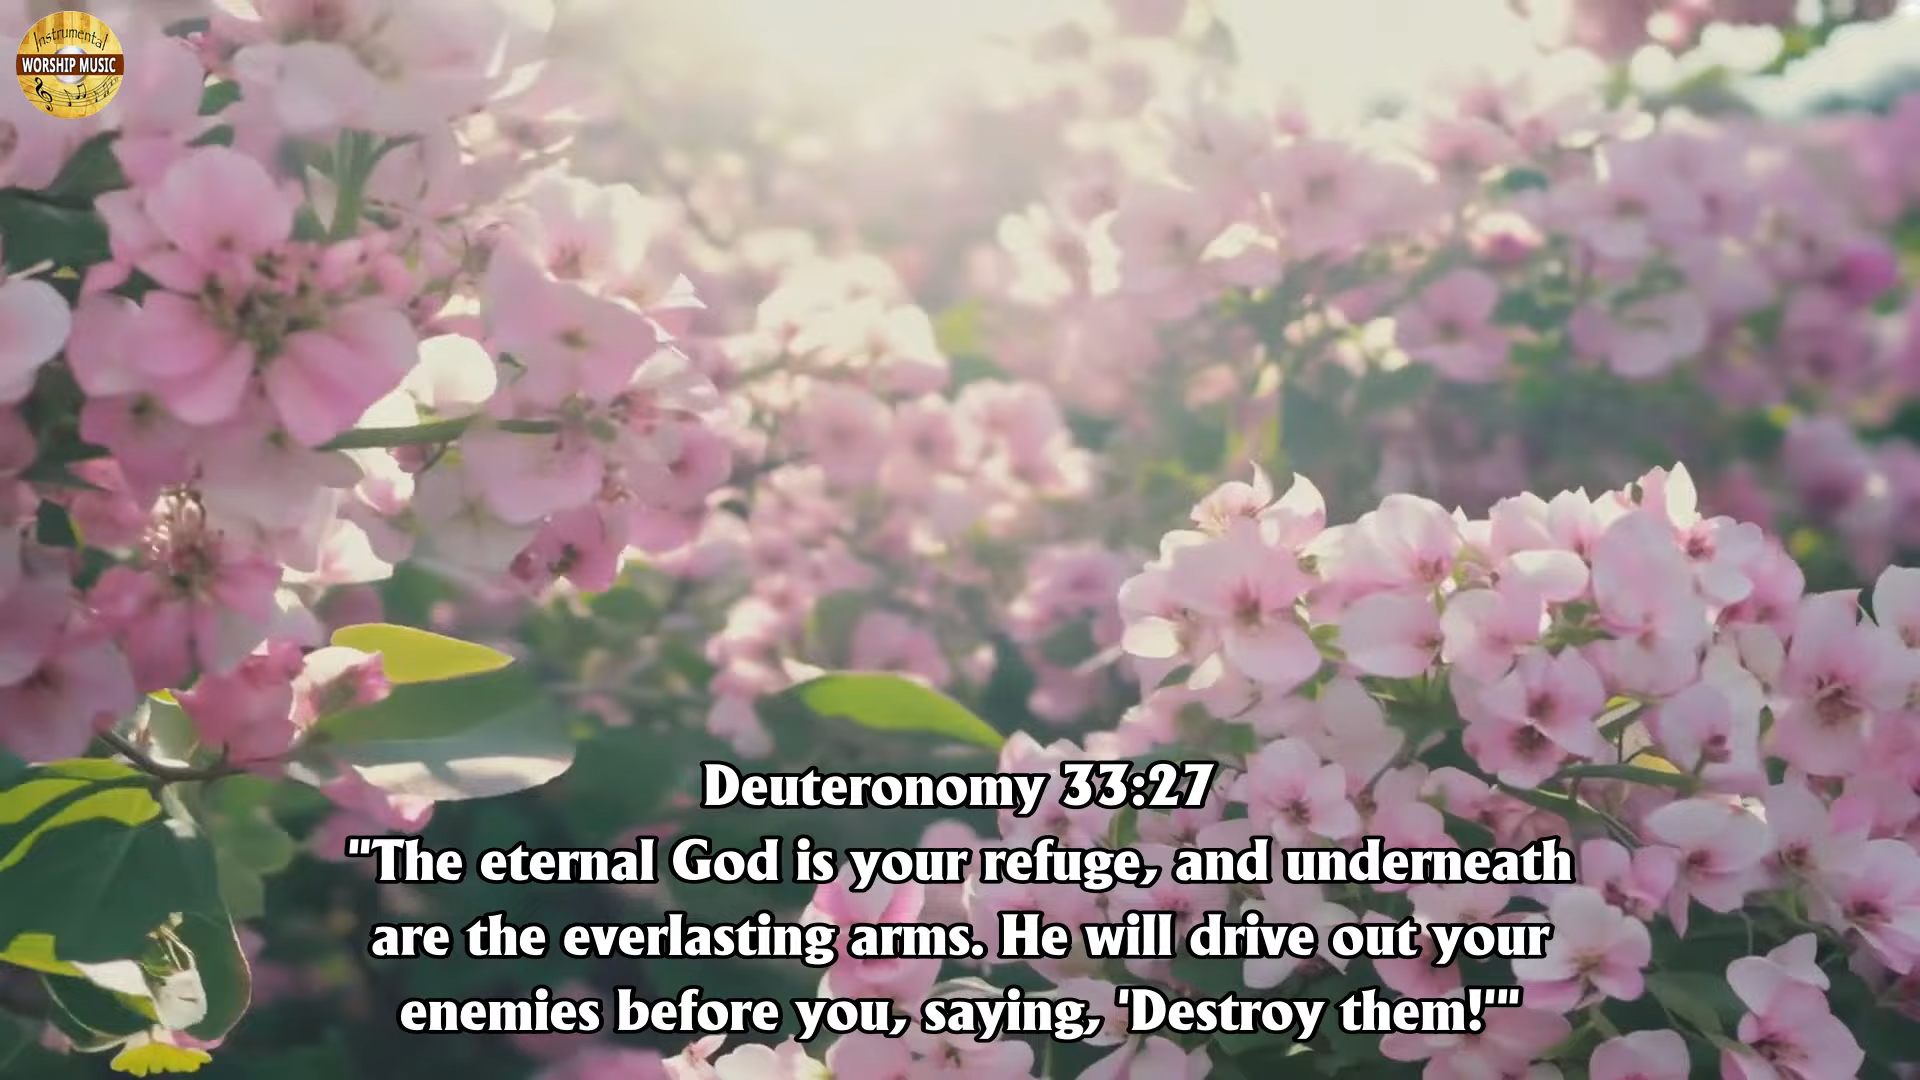 Instrumental
WORSHIP MUSIC
Deuteronomy 33:27
"The eternal God is your refuge, and underneath
are the everlasting arms. He will drive out your
enemies before you, saying, 'Destroy them!'"